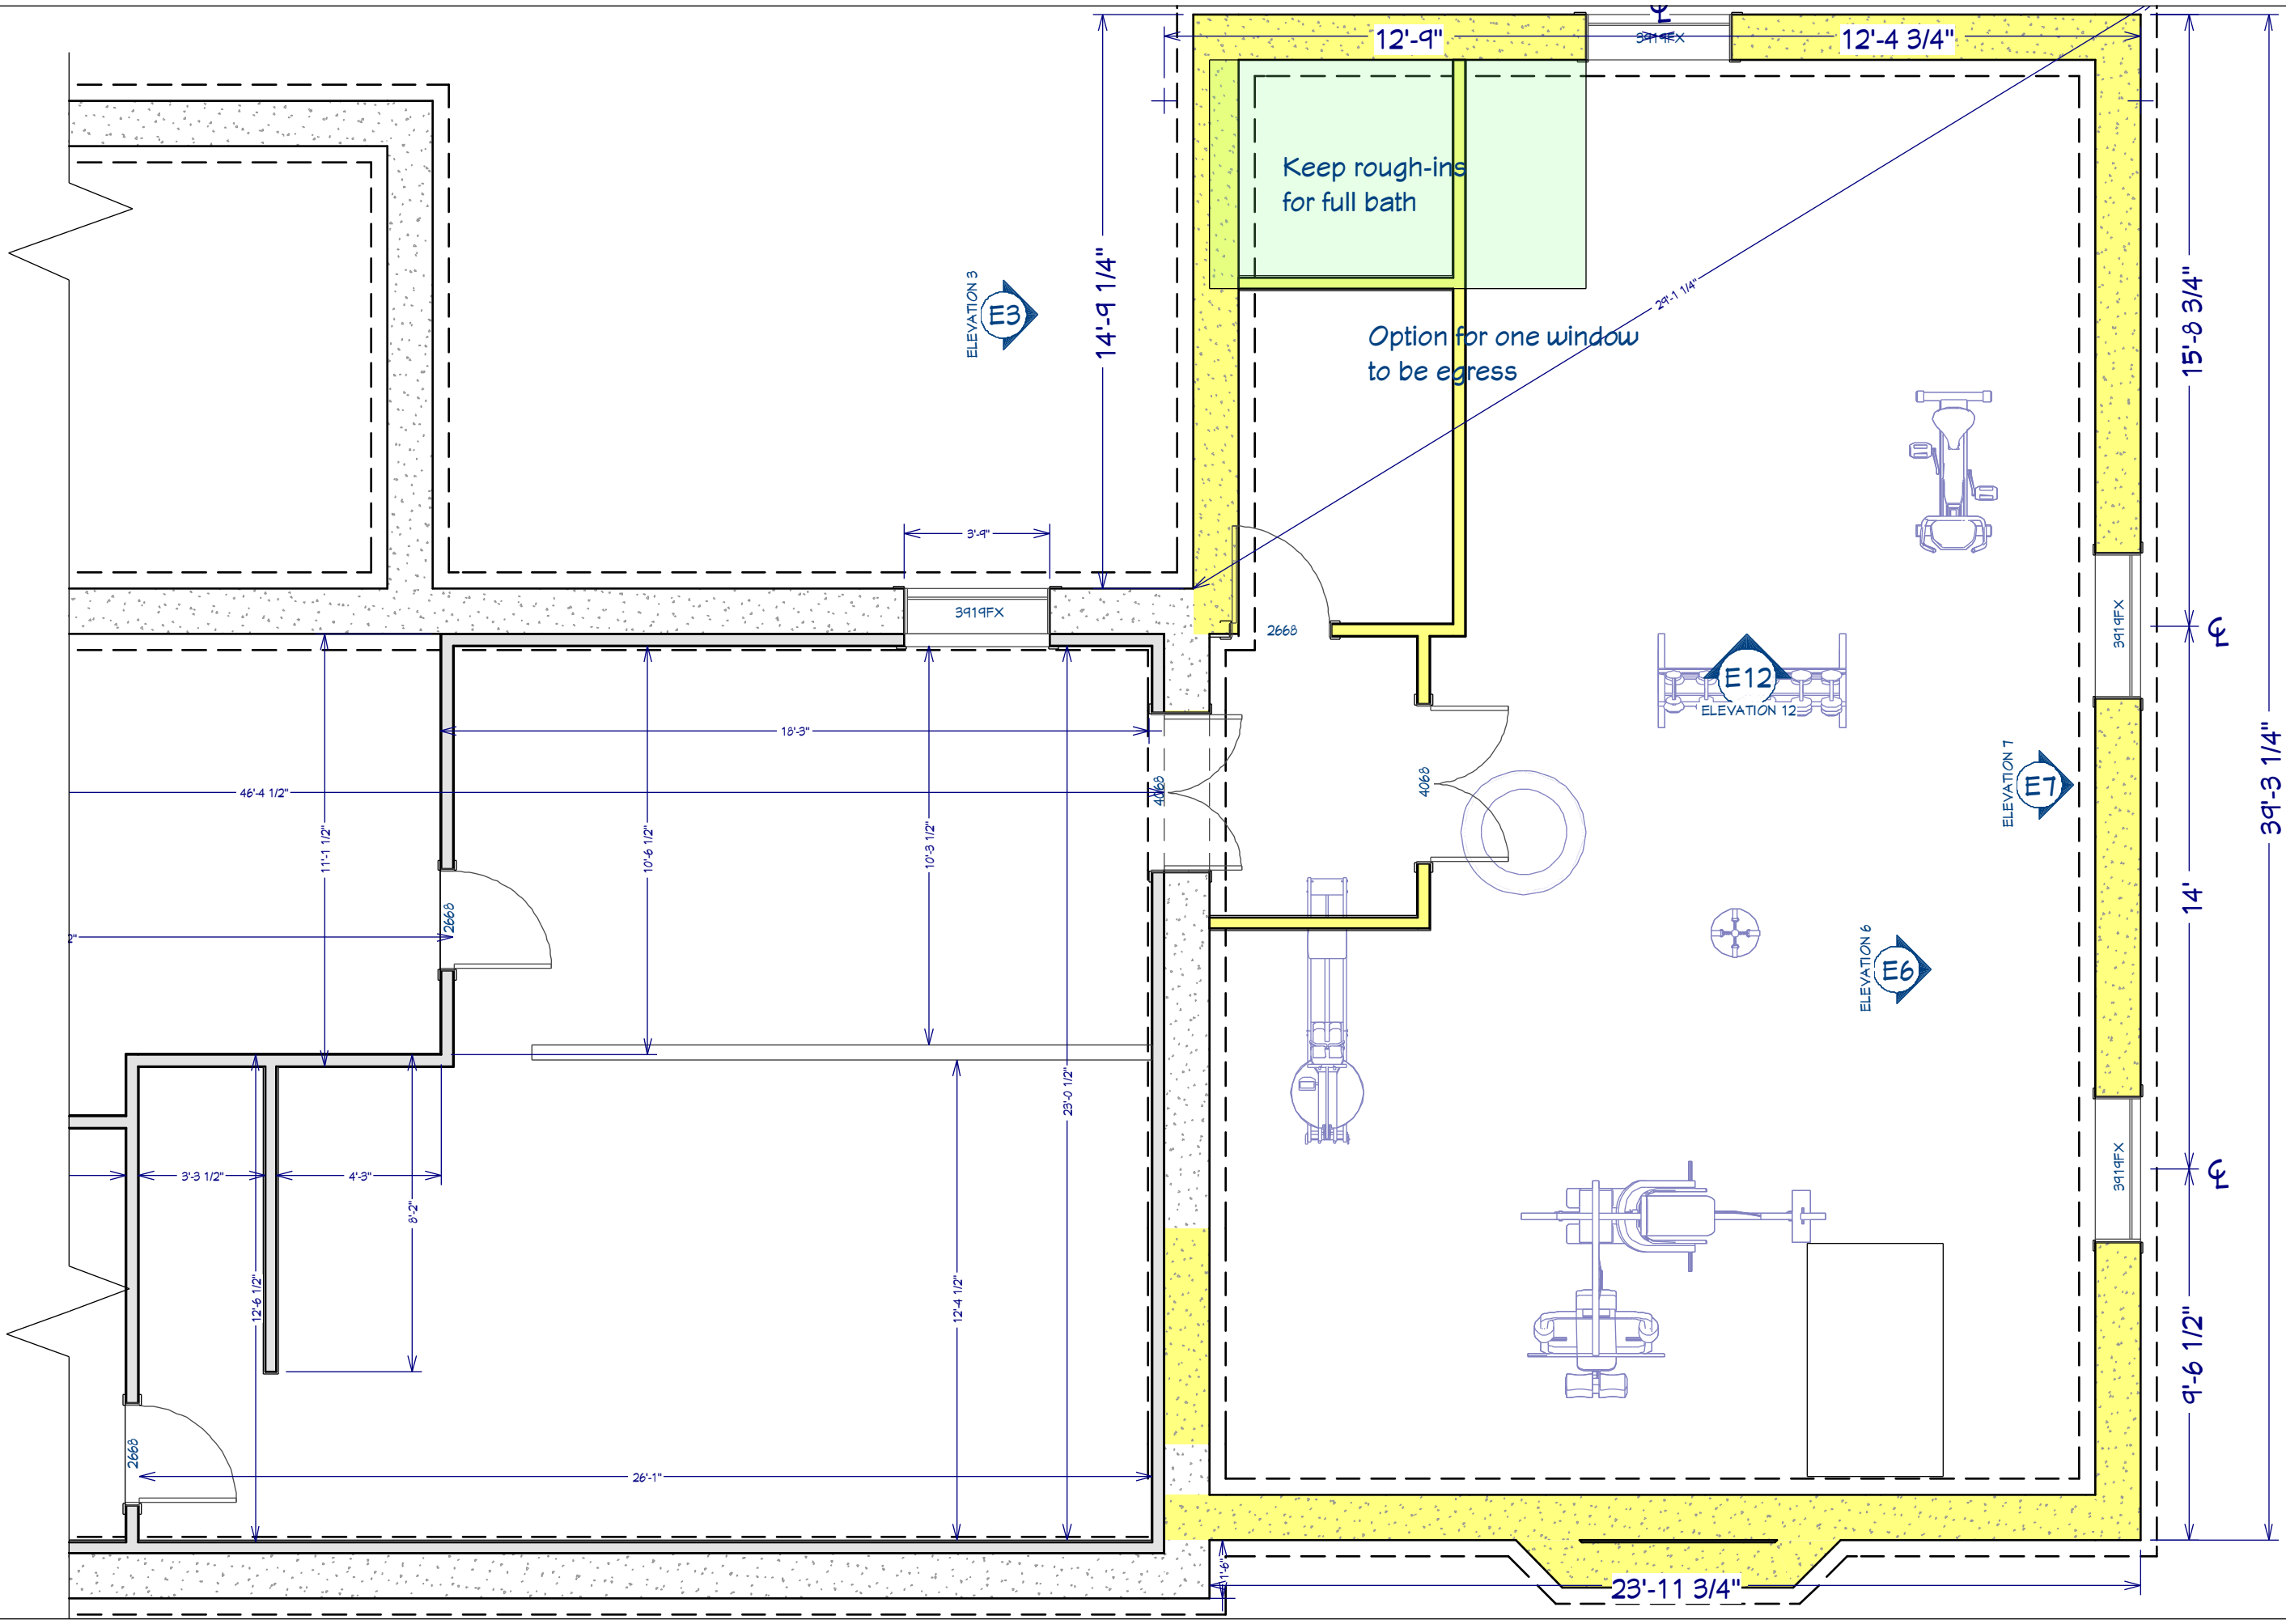 ℄
12'-9"
3919FX
12'-4 3/4"
Keep rough-ins
for full bath
ELEVATION 3
E3
14'-9 1/4"
29'-1 1/4"
15'-8 3/4"
Option for one window
to be egress
3'-9"
3919FX
2668
3919FX
℄
E12
ELEVATION 12
18'-3"
4068
4068
ELEVATION 7
E7
39'-3 1/4"
46'-4 1/2"
11'-1 1/2"
10'-6 1/2"
10'-3 1/2"
14'
2668
2"
ELEVATION 6
E6
23'-0 1/2"
3'-3 1/2"
4'-3"
8'-2"
3919FX
℄
12'-6 1/2"
12'-4 1/2"
9'-6 1/2"
2668
26'-1"
1'-6"
23'-11 3/4"